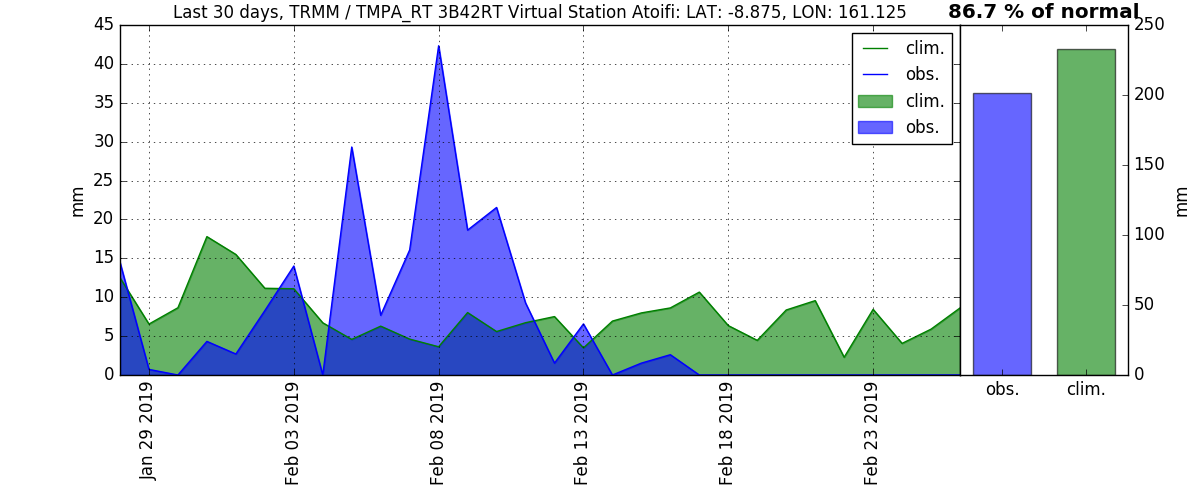 Last 30 days, TRMM / TMPA_RT 3B42RT Virtual Station Atoifi: LAT: -8.875, LON: 161.125
86.7 % of normal
45
40
35
30
25
20
15
10
5
0
mm
clim.
obs.
clim.
obs.
Jan 29 2019
Feb 03 2019
Feb 08 2019
Feb 13 2019
Feb 18 2019
Feb 23 2019
250
200
150
100
50
0
mm
obs.
clim.